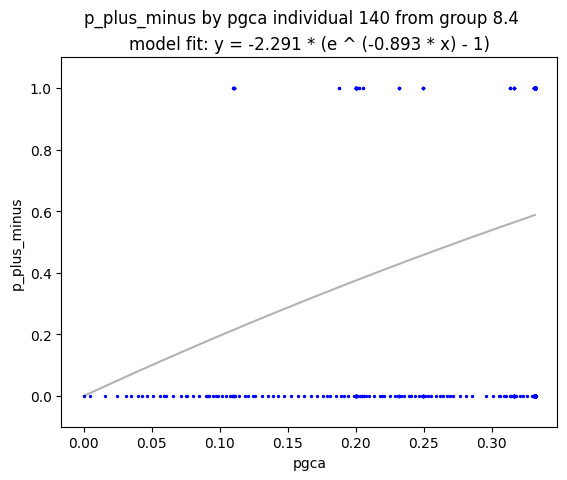 p_plus_minus by pgca individual 140 from group 8.4
model fit: y = -2.291 * (e ^ (-0.893 * x) - 1)
1.0
0.8
0.6
0.4
0.2
0.0
p_plus_minus
0.00 0.05 0.10 0.15 0.20 0.25 0.30
pgca